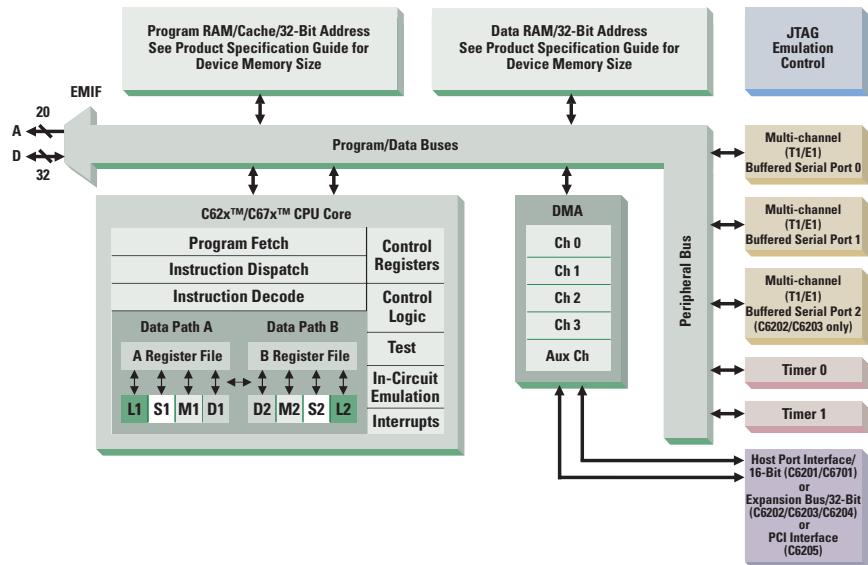 Program RAM/Cache/32-Bit Address
See Product Specification Guide for
Device Memory Size
Data RAM/32-Bit Address
See Product Specification Guide for
Device Memory Size
JTAG
Emulation
Control
EMIF
20
A
D
32
Program/Data Buses
Multi-channel
(T1/E1)
Buffered Serial Port 0
Multi-channel
(T1/E1)
Buffered Serial Port 1
Multi-channel
(T1/E1)
Buffered Serial Port 2
(C6202/C6203 only)
Timer 0
Timer 1
Peripheral Bus
C62x™/C67x™ CPU Core
Program Fetch
Instruction Dispatch
Instruction Decode
Control
Registers
Control
Logic
Test
In-Circuit
Emulation
Interrupts
Data Path A
Data Path B
A Register File
B Register File
L1 S1 M1 D1
D2 M2 S2 L2
DMA
Ch 0
Ch 1
Ch 2
Ch 3
Aux Ch
Host Port Interface/
16-Bit (C6201/C6701)
or
Expansion Bus/32-Bit
(C6202/C6203/C6204)
or
PCI Interface
(C6205)